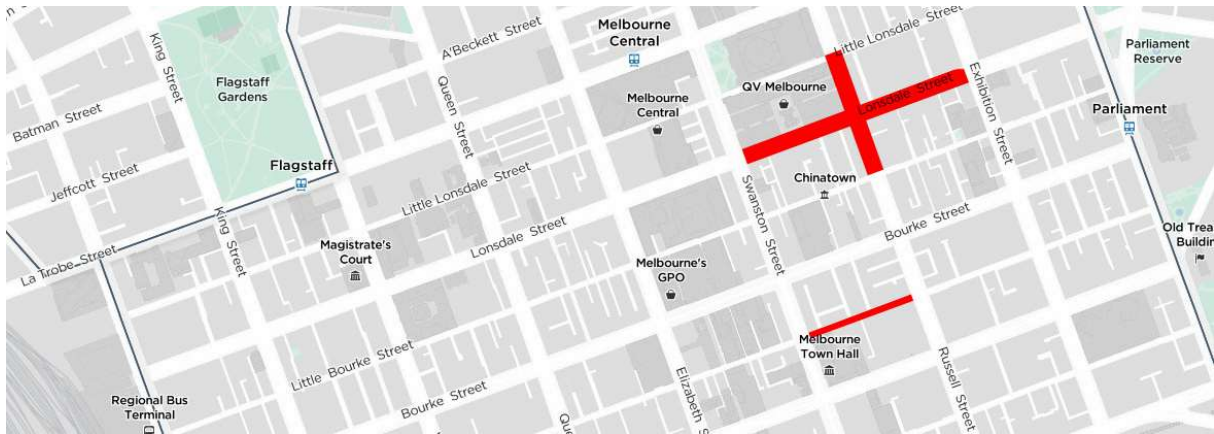 King Street
A'Beckett Street
Melbourne
Central
Little Lonsdale Street
Parliament
Reserve
Flagstaff
Gardens
Queen Street
QV Melbourne
Lonsdale Street
Exhibition Street
Batman Street
Melbourne
Central
Parliament
Flagstaff
Jeffcott Street
Chinatown
Little Lonsdale Street
Swanston Street
Bourke Street
King Street
Magistrate's
Court
Lonsdale Street
La Trobe Street
Old Trea
Buildin
Melbourne's
GPO
Melbourne
Town Hall
Little Bourke Street
Russell Street
Elizabeth S
Regional Bus
Terminal
Bourke Street
Que